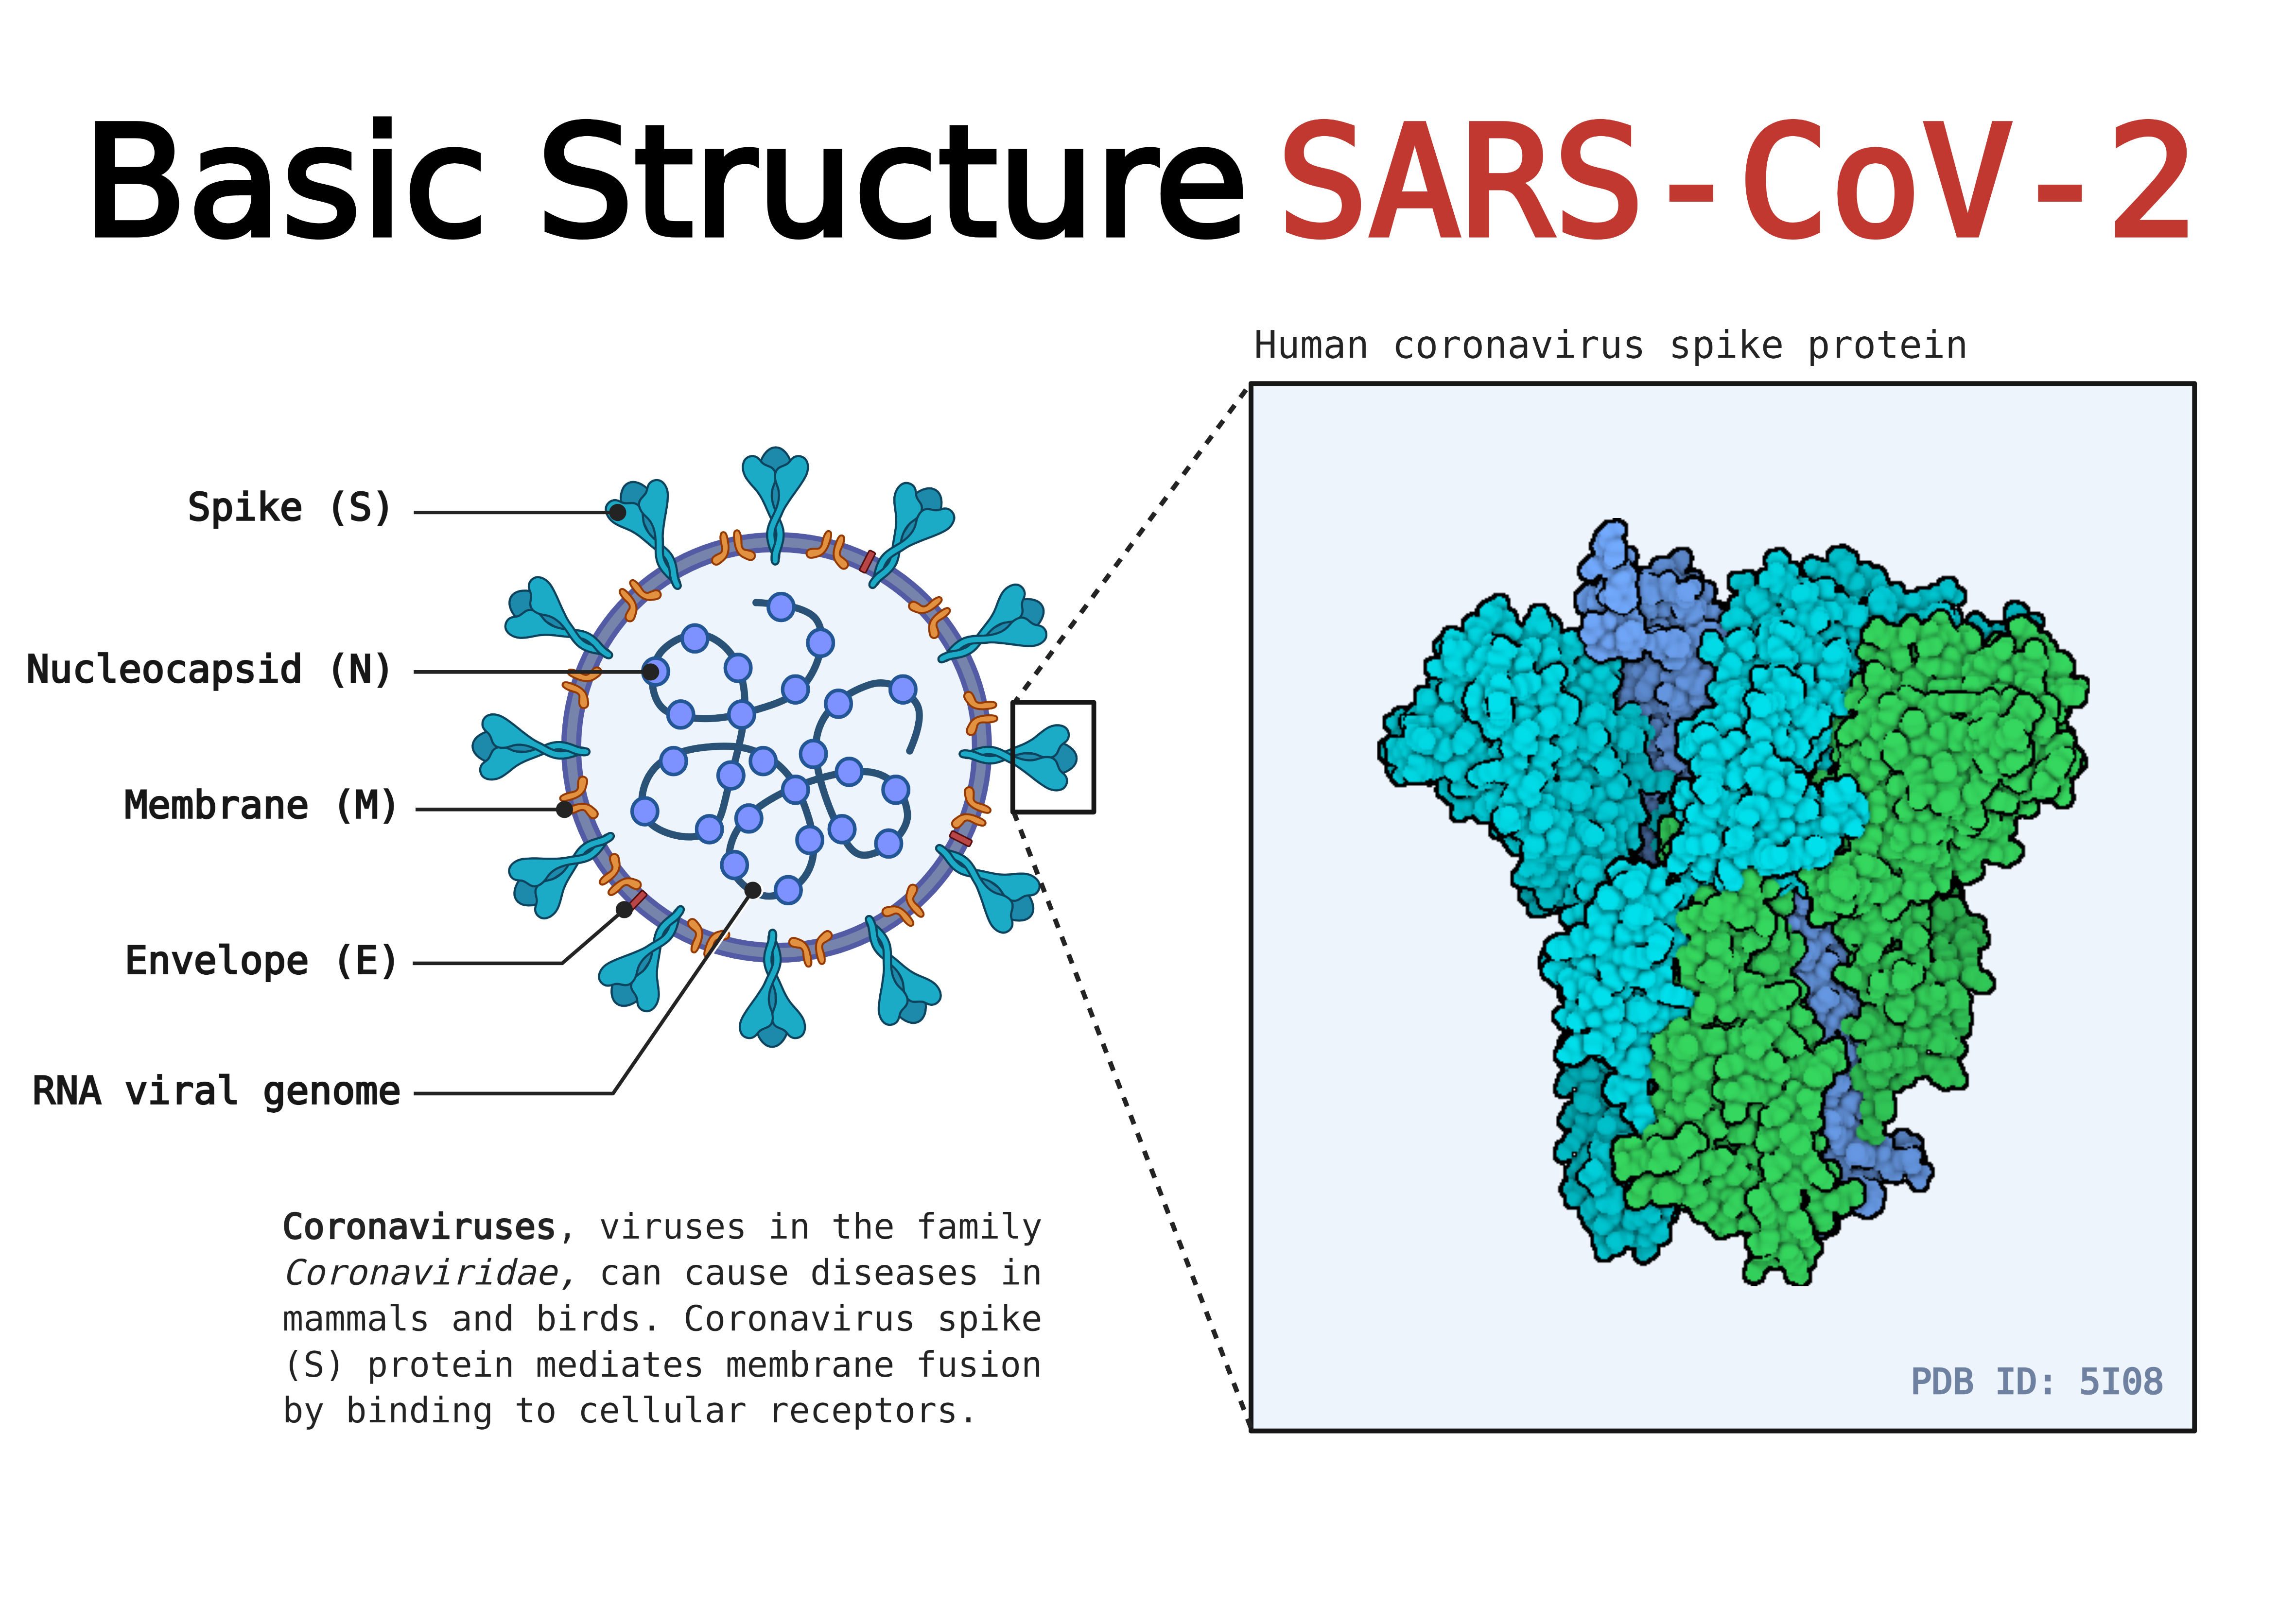 Basic Structure SARS-CoV-2
Human coronavirus spike protein
Spike (S)
Nucleocapsid (N)
Membrane (M)
Envelope (E)
RNA viral genome
Coronaviruses, viruses in the family
Coronaviridae, can cause diseases in
mammals and birds. Coronavirus spike
(S) protein mediates membrane fusion
by binding to cellular receptors.
PDB ID: 5I08